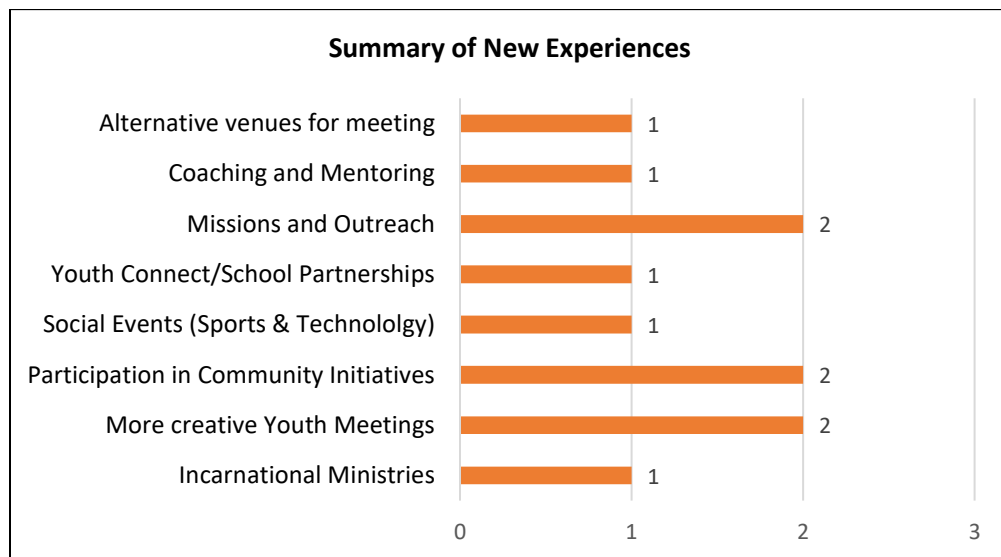 Summary of New Experiences
Alternative venues for meeting 1
Coaching and Mentoring 1
Missions and Outreach 2
Youth Connect/School Partnerships 1
Social Events (Sports & Technololgy) 1
Participation in Community Initiatives 2
More creative Youth Meetings 2
Incarnational Ministries 1
0 1 2 3